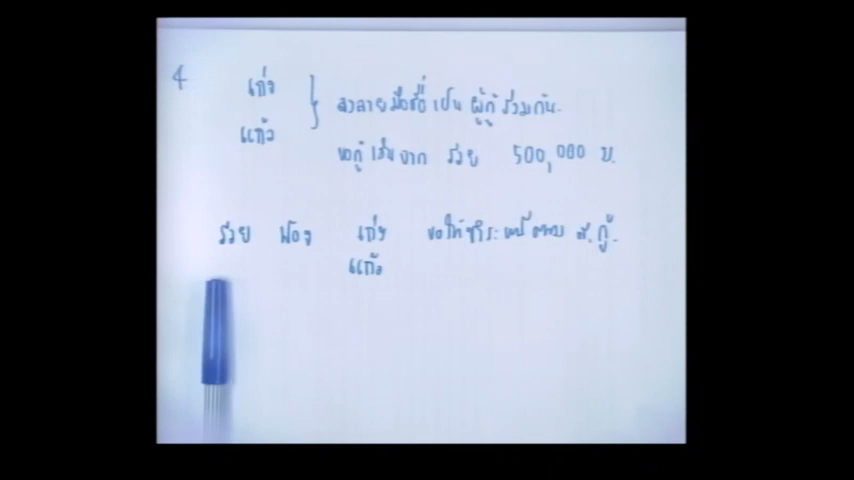 4 เก่ง
แก้ว } ลงลายมือชื่อเป็น ผู้กู้ ร่วมกัน.
ขอกู้เงินจาก รวย 500,000 บ.
รวย ฟ้อง เก่ง ขอให้ชำระหนี้ตาม ส. กู้.
แก้ว